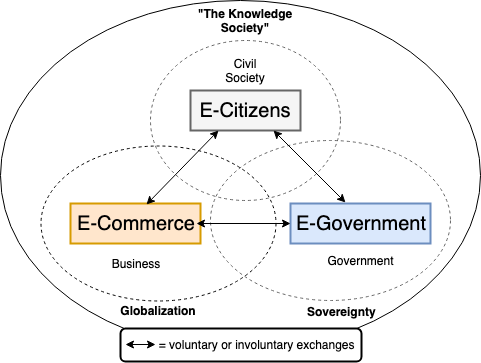 "The Knowledge
Society"
Civil
Society
E-Citizens
E-Commerce
E-Government
Business
Government
Globalization
Sovereignty
= voluntary or involuntary exchanges